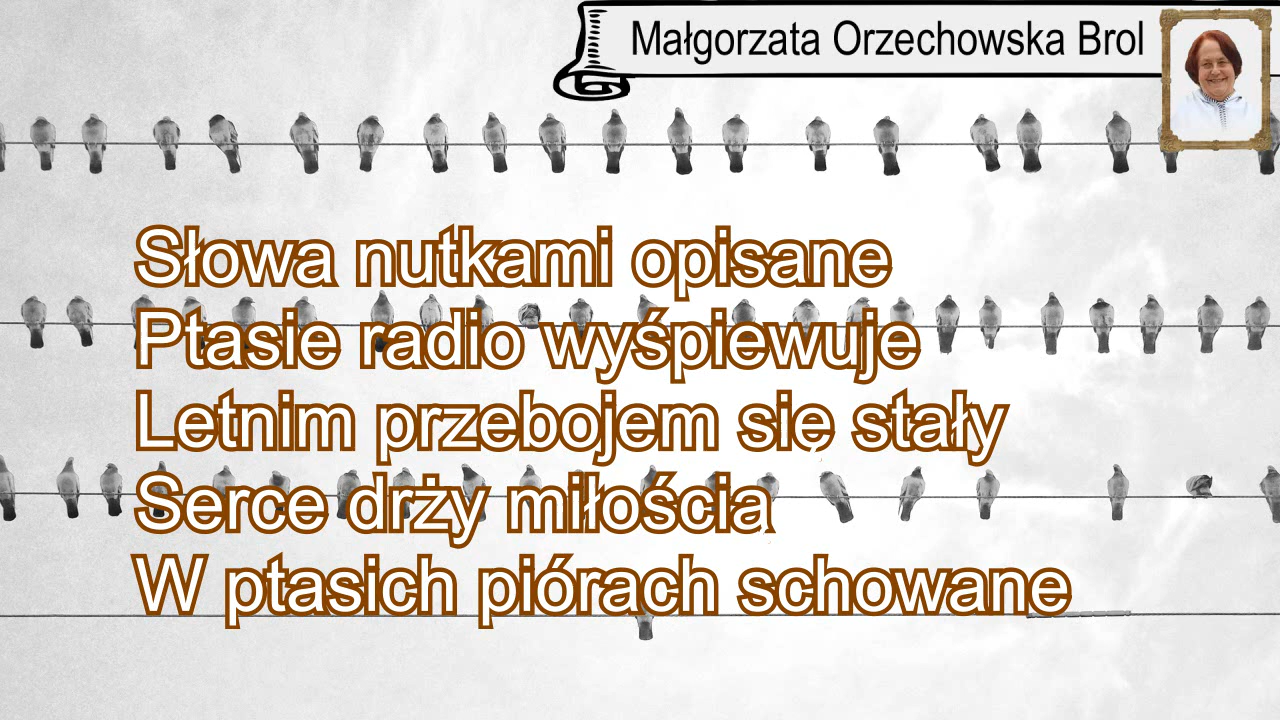 Małgorzata Orzechowska Brol
Słowa nutkami opisane
Ptasie radio wyśpiewuje
Letnim przebojem się stały
Serce drży miłością
W ptasich piórach schowane